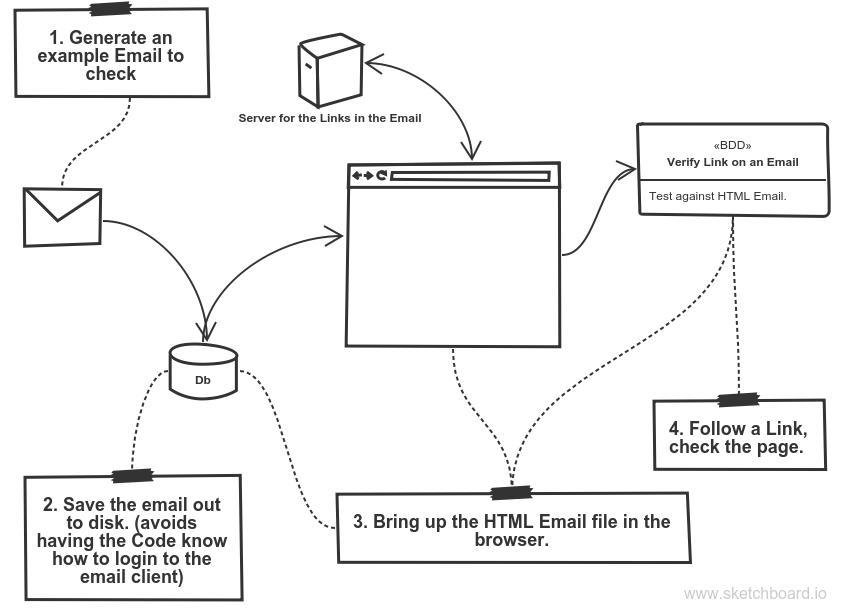 1. Generate an
example Email to
check
Server for the Links in the Email
«BDD»
Verify Link on an Email
Test against HTML Email.
Db
4. Follow a Link,
check the page.
2. Save the email out
to disk. (avoids
having the Code know
how to login to the
email client)
3. Bring up the HTML Email file in the
browser.
www.sketchboard.io